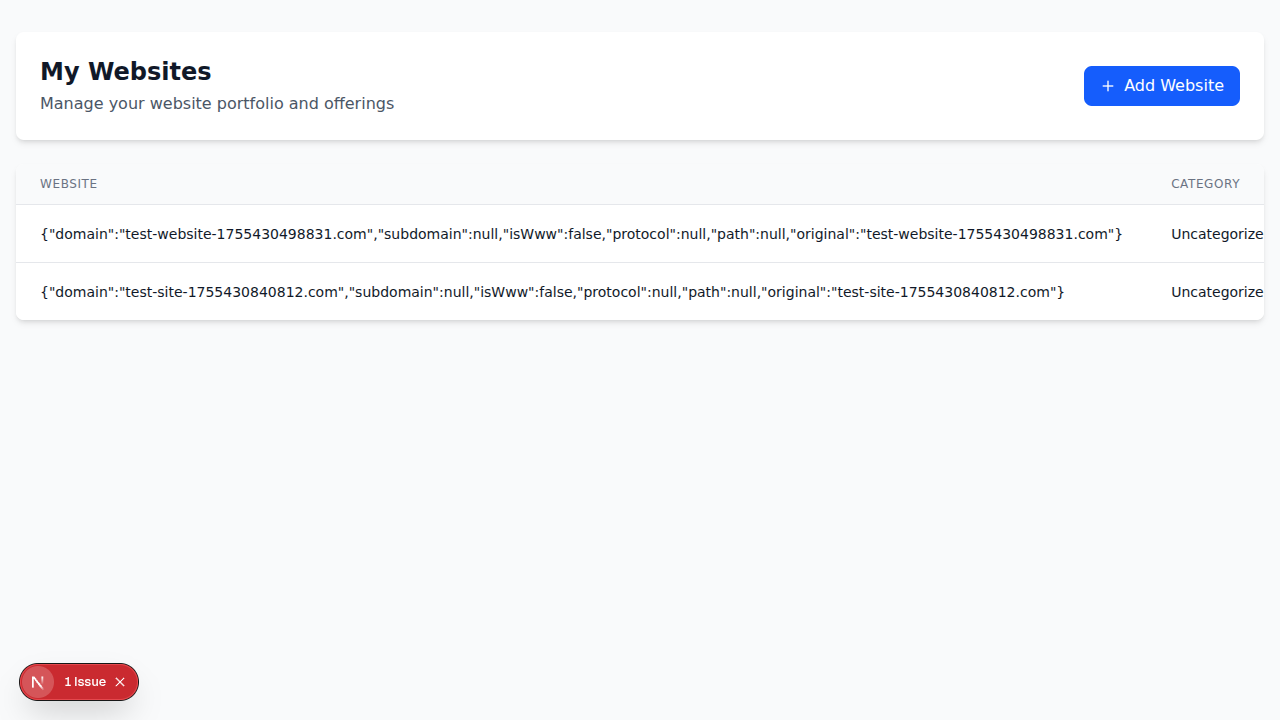 My Websites
Manage your website portfolio and offerings
Add Website
WEBSITE CATEGORY
{"domain":"test-website-1755430498831.com","subdomain":null,"isWww":false,"protocol":null,"path":null,"original":"test-website-1755430498831.com"} Uncategorize
{"domain":"test-site-1755430840812.com","subdomain":null,"isWww":false,"protocol":null,"path":null,"original":"test-site-1755430840812.com"} Uncategorize
N 1 Issue